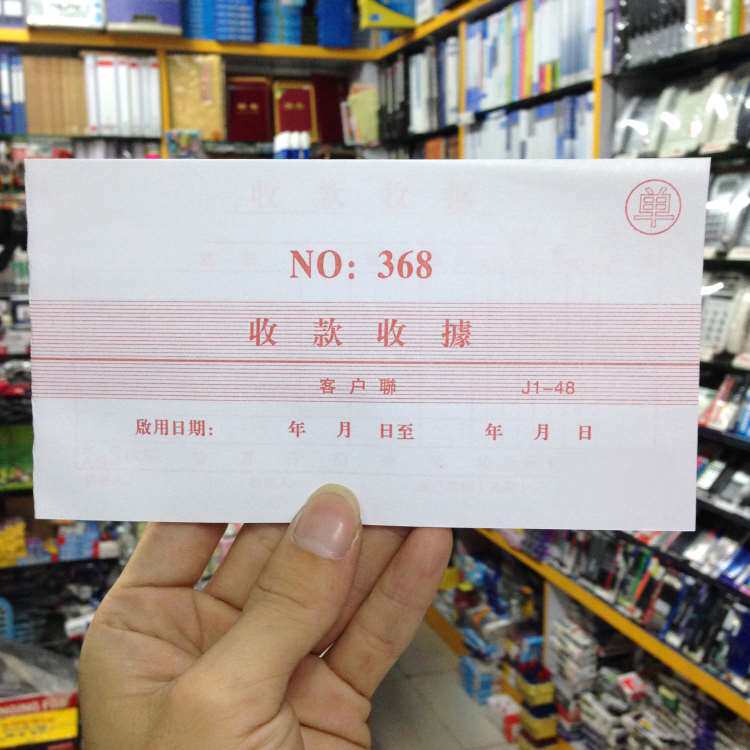 單
NO: 368
收款收據
客户聯 J1-48
啟用日期: 年 月 日至 年 月 日